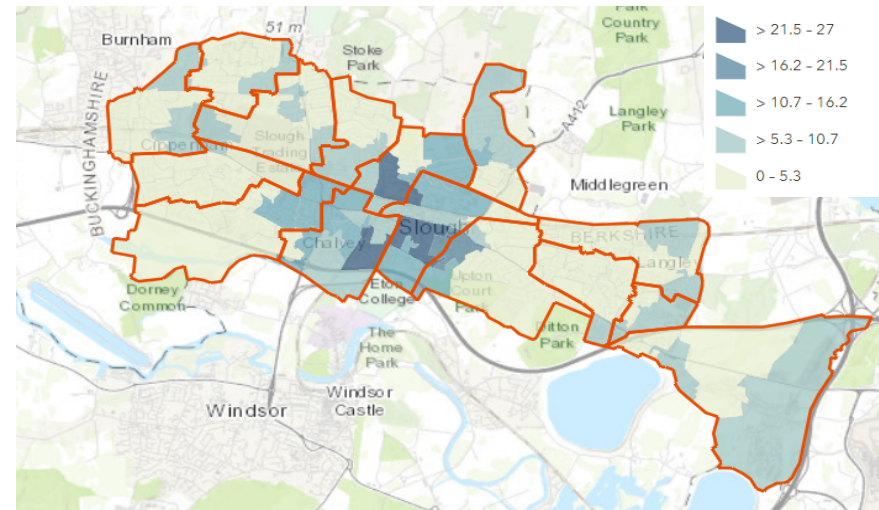 Burnham
51 m
Stoke
Park
Park
Country
Park
BUCKINGHAMSHIRE
A412
Langley
Park
Slough
Trading
Estate
Middlegreen
BERKSHIRE
Slough
Chalvey
Langley
Dorney
Common
Eton
College
Upton
Court
Park
Ditton
Park
The
Home
Park
Windsor
Windsor
Castle
> 21.5 - 27
> 16.2 - 21.5
> 10.7 - 16.2
> 5.3 - 10.7
0 - 5.3